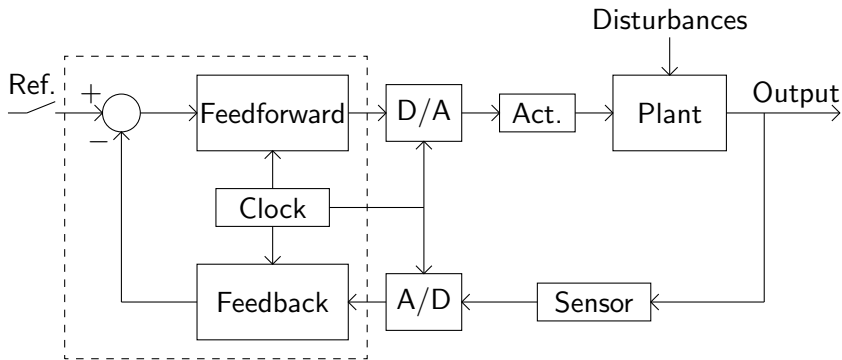 Disturbances
Ref.
+
Feedforward
D/A
Act.
Plant
Output
−
Clock
Feedback
A/D
Sensor